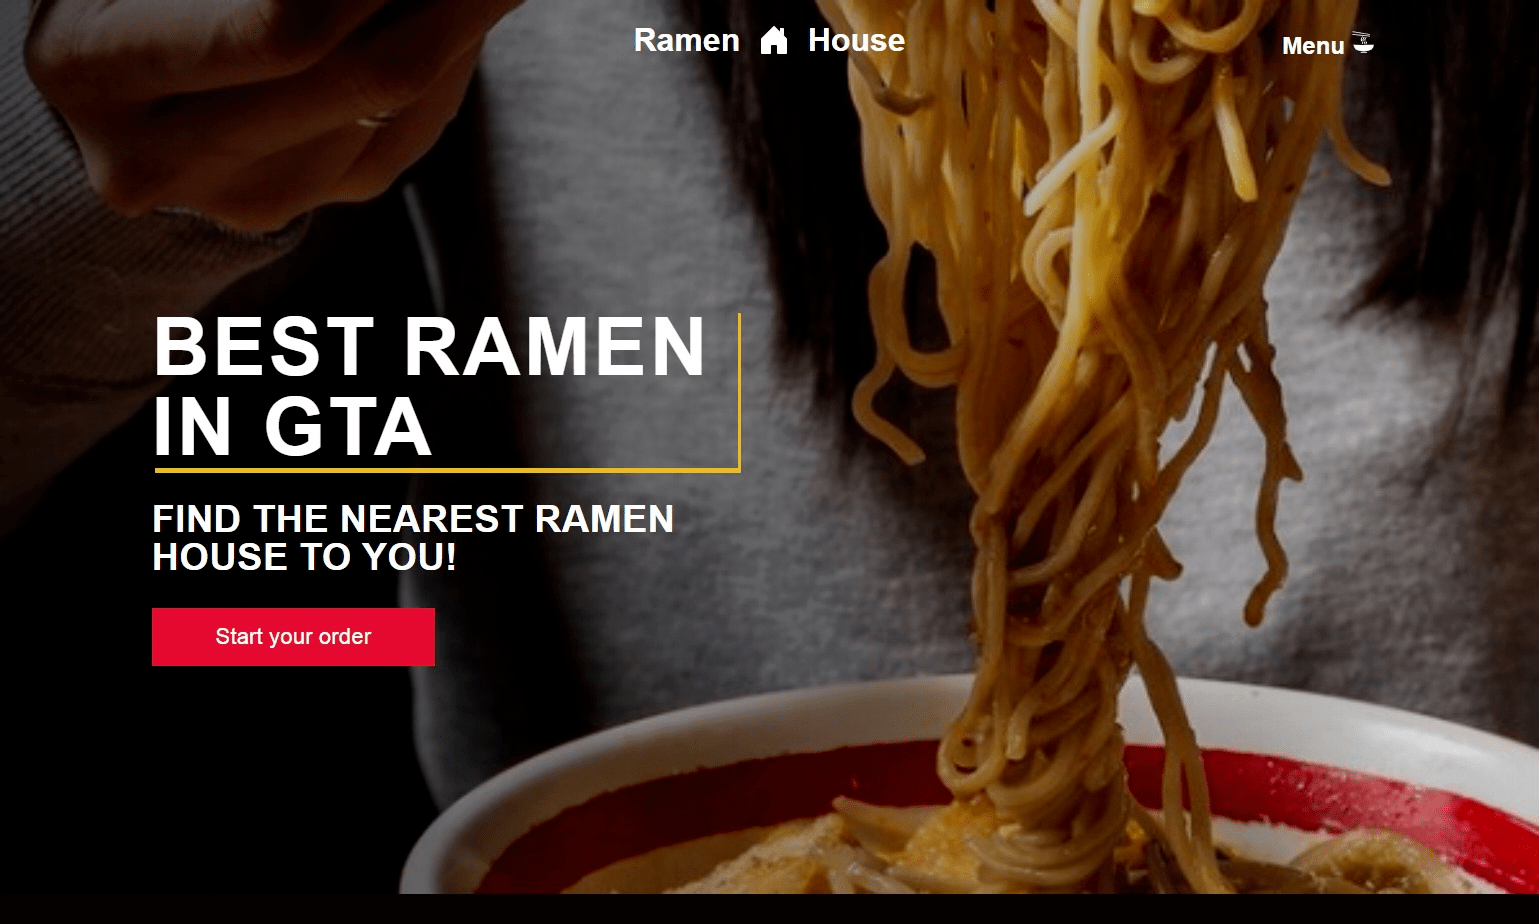 Ramen House
Menu
BEST RAMEN
IN GTA
FIND THE NEAREST RAMEN
HOUSE TO YOU!
Start your order